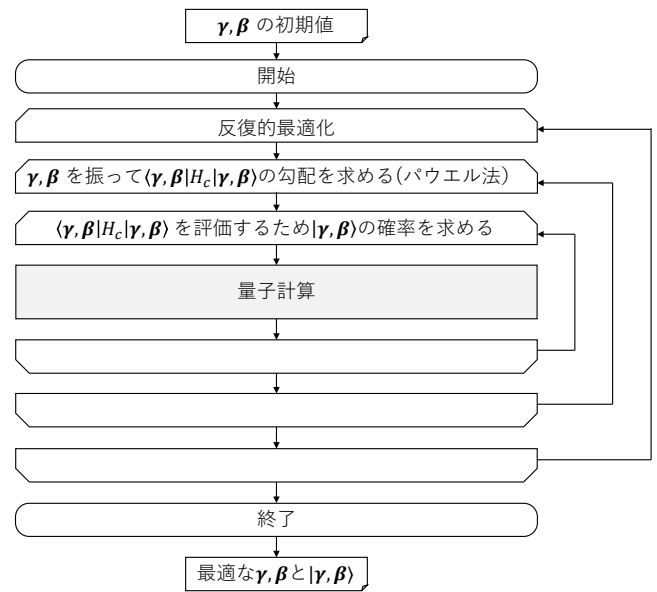 γ, β の初期値
開始
反復的最適化
γ, β を振って⟨γ, β|H_c|γ, β⟩の勾配を求める(パウエル法)
⟨γ, β|H_c|γ, β⟩ を評価するため|γ, β⟩の確率を求める
量子計算
終了
最適なγ, βと|γ, β⟩